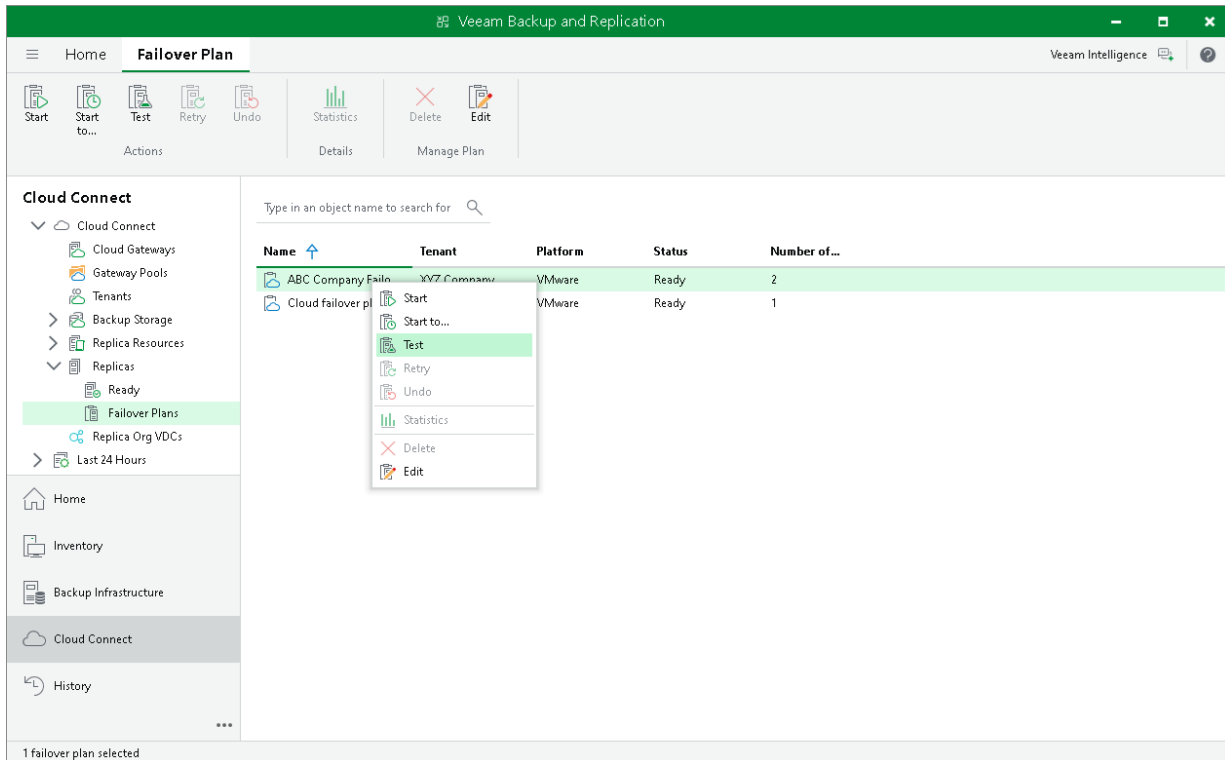 Veeam Backup and Replication
Home
Failover Plan
Veeam Intelligence
Start
Start to...
Test
Retry
Undo
Statistics
Delete
Edit
Actions
Details
Manage Plan
Cloud Connect
Cloud Connect
Cloud Gateways
Gateway Pools
Tenants
Backup Storage
Replica Resources
Replicas
Ready
Failover Plans
Replica Org VDCs
Last 24 Hours
Home
Inventory
Backup Infrastructure
Cloud Connect
History
1 failover plan selected
Type in an object name to search for
Name Tenant Platform Status Number of...
ABC Company Failo... XYZ Company VMware Ready 2
Cloud failover pl VMware Ready 1
Start
Start to...
Test
Retry
Undo
Statistics
Delete
Edit